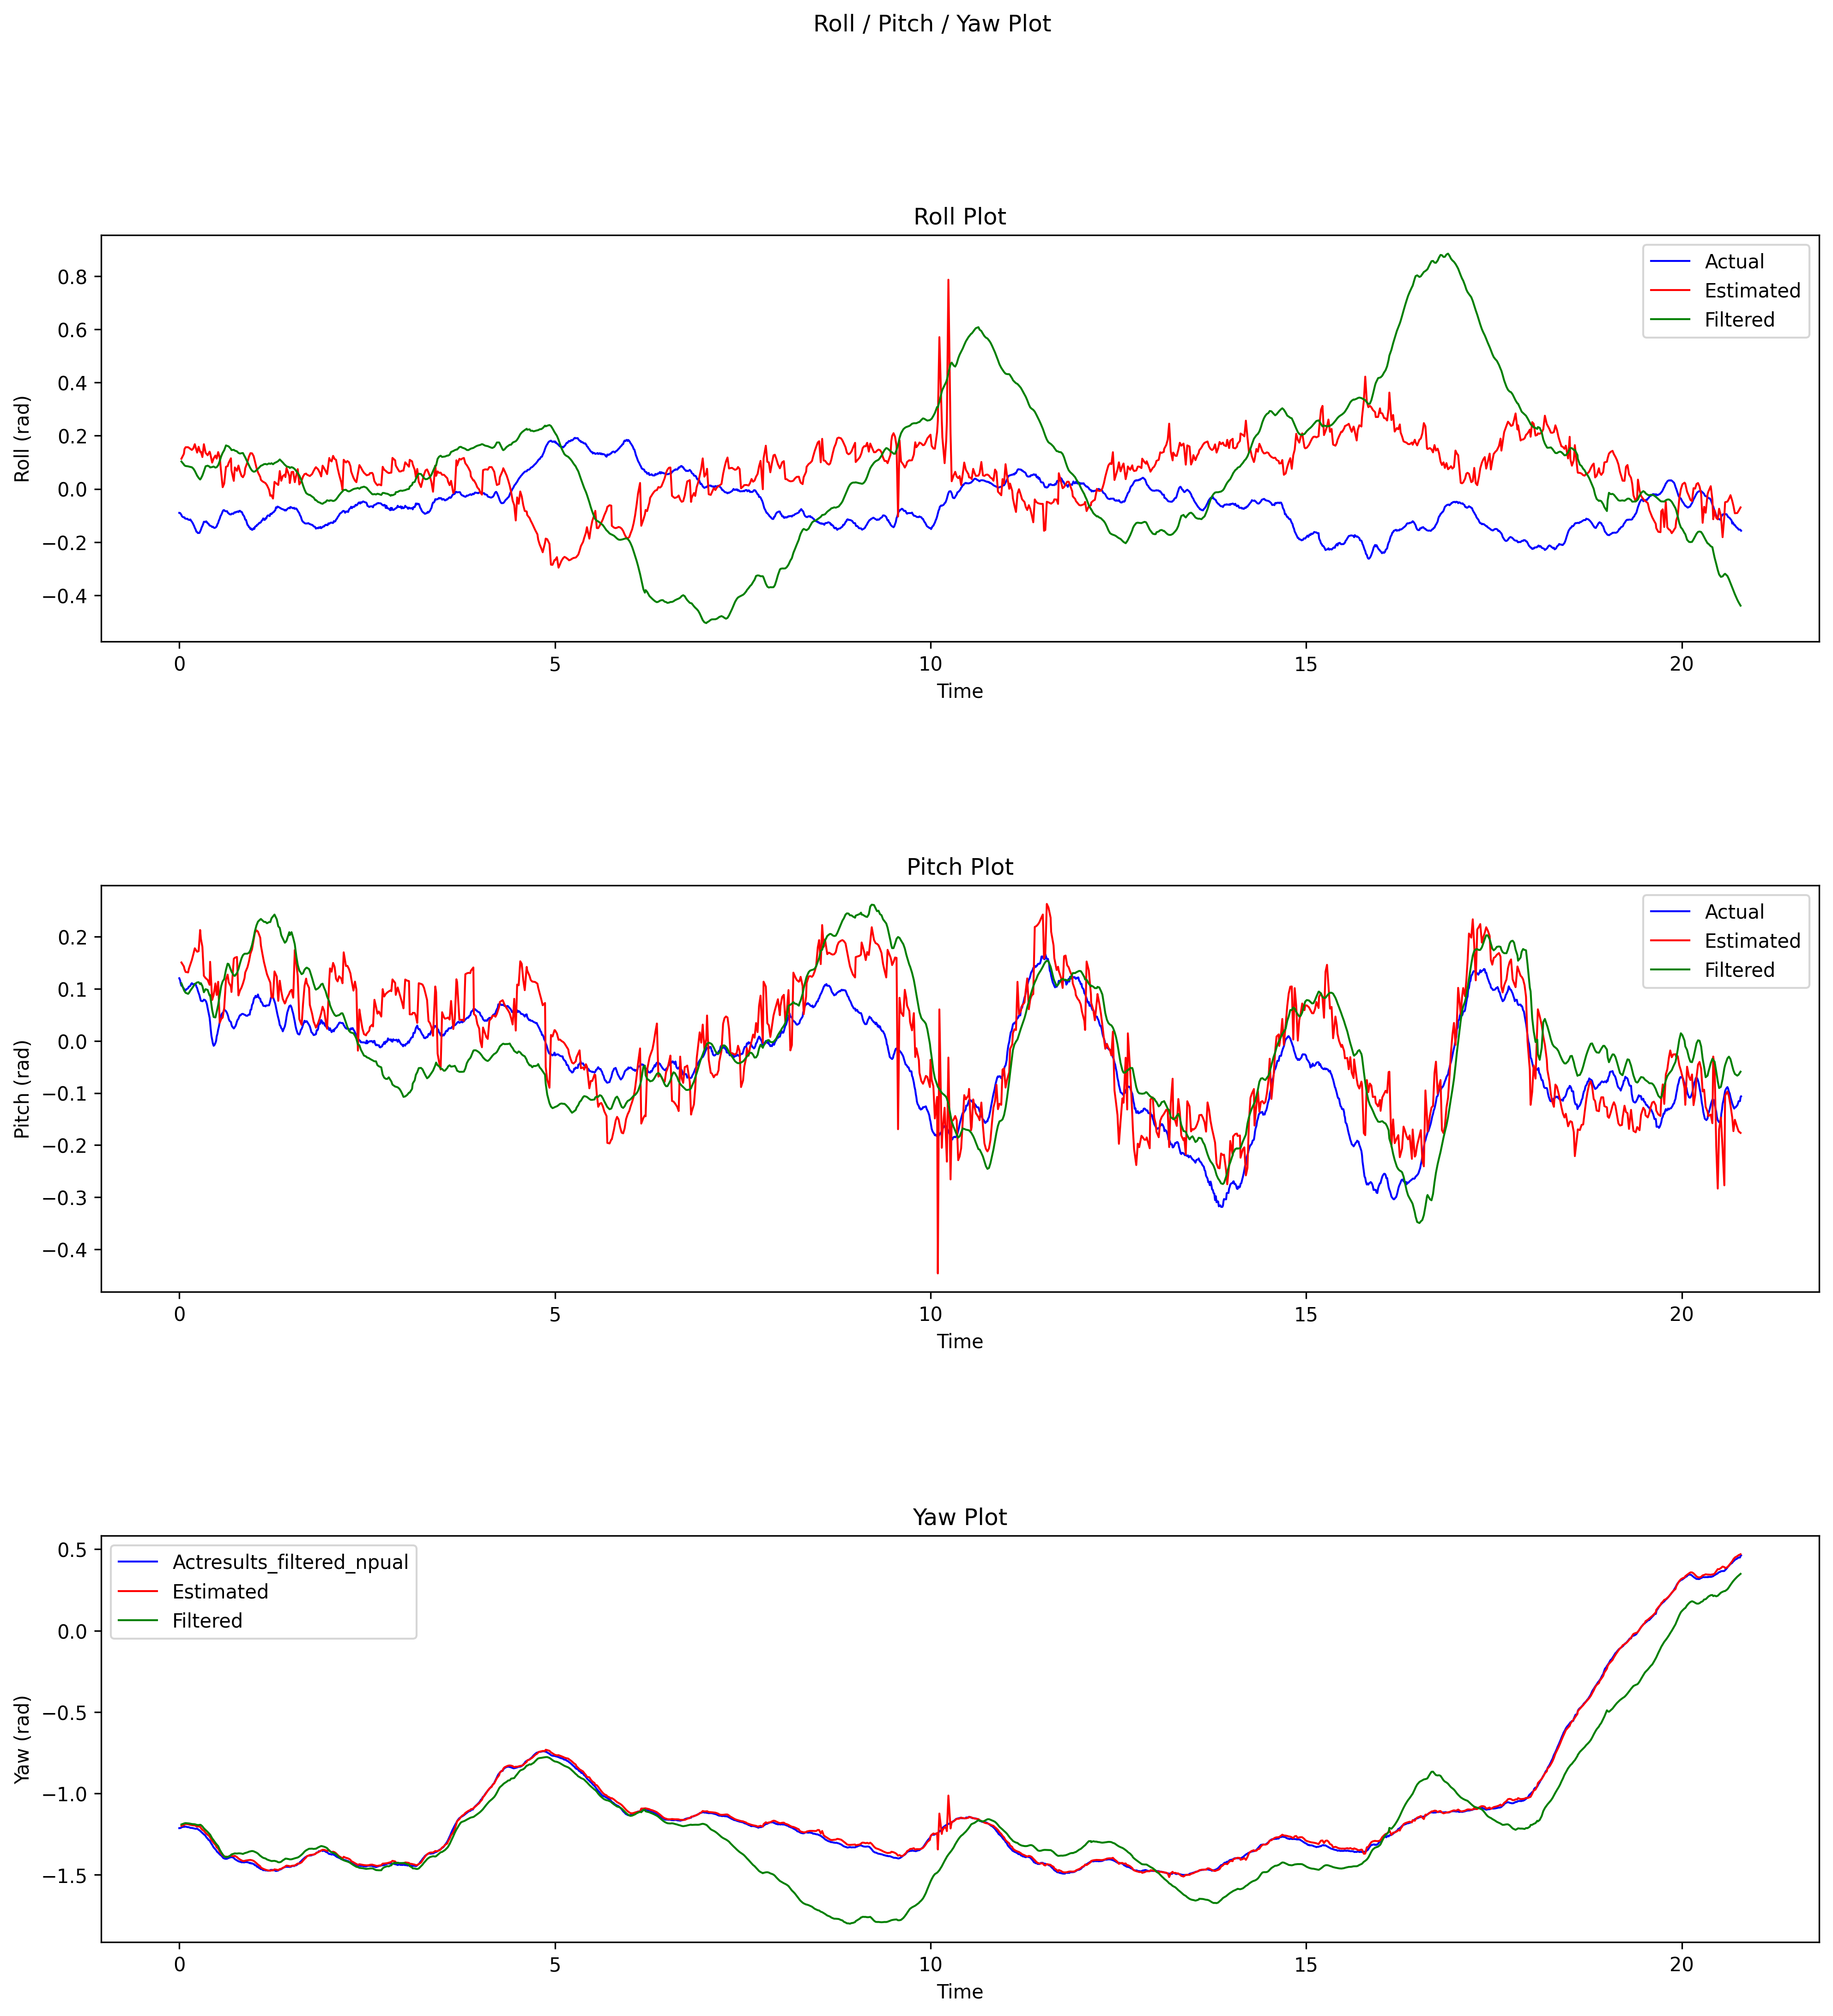 Roll / Pitch / Yaw Plot
Roll Plot
Roll (rad)
0.8
0.6
0.4
0.2
0.0
−0.2
−0.4
Actual
Estimated
Filtered
0 5 10 15 20
Time
Pitch Plot
Pitch (rad)
0.2
0.1
0.0
−0.1
−0.2
−0.3
−0.4
Actual
Estimated
Filtered
0 5 10 15 20
Time
Yaw Plot
Yaw (rad)
0.5
0.0
−0.5
−1.0
−1.5
Actresults_filtered_npual
Estimated
Filtered
0 5 10 15 20
Time